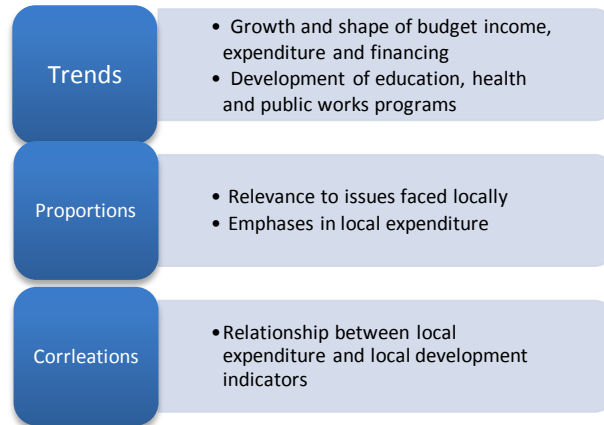 Trends
• Growth and shape of budget income,
expenditure and financing
• Development of education, health
and public works programs
Proportions
• Relevance to issues faced locally
• Emphases in local expenditure
Corrleations
•Relationship between local
expenditure and local development
indicators